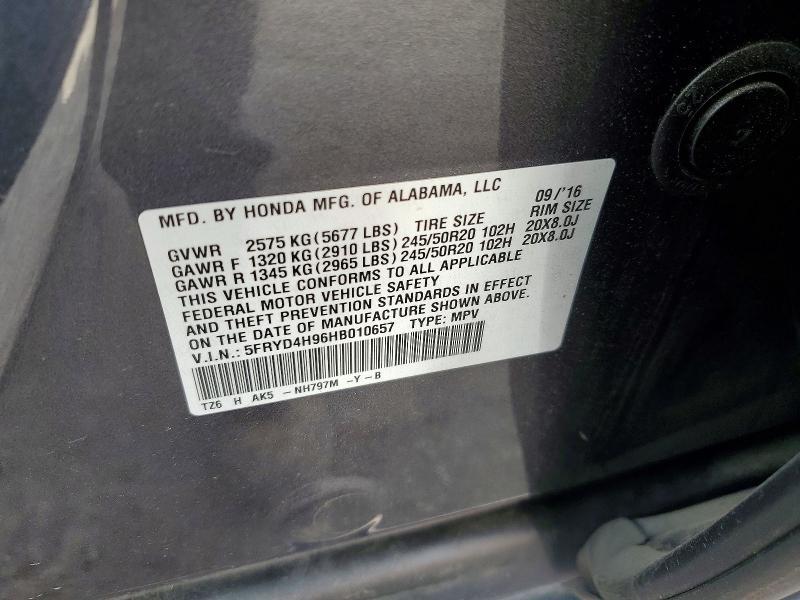 MFD. BY HONDA MFG. OF ALABAMA, LLC 09/'16
GVWR 2575 KG(5677 LBS) TIRE SIZE RIM SIZE
GAWR F 1320 KG(2910 LBS) 245/50R20 102H 20X8.0J
GAWR R 1345 KG(2965 LBS) 245/50R20 102H 20X8.0J
THIS VEHICLE CONFORMS TO ALL APPLICABLE
FEDERAL MOTOR VEHICLE SAFETY
AND THEFT PREVENTION STANDARDS IN EFFECT
ON THE DATE OF MANUFACTURE SHOWN ABOVE.
V.I.N.: 5FRYD4H96HB010657 TYPE: MPV
TZ6 H AK5 -NH797M -Y-B